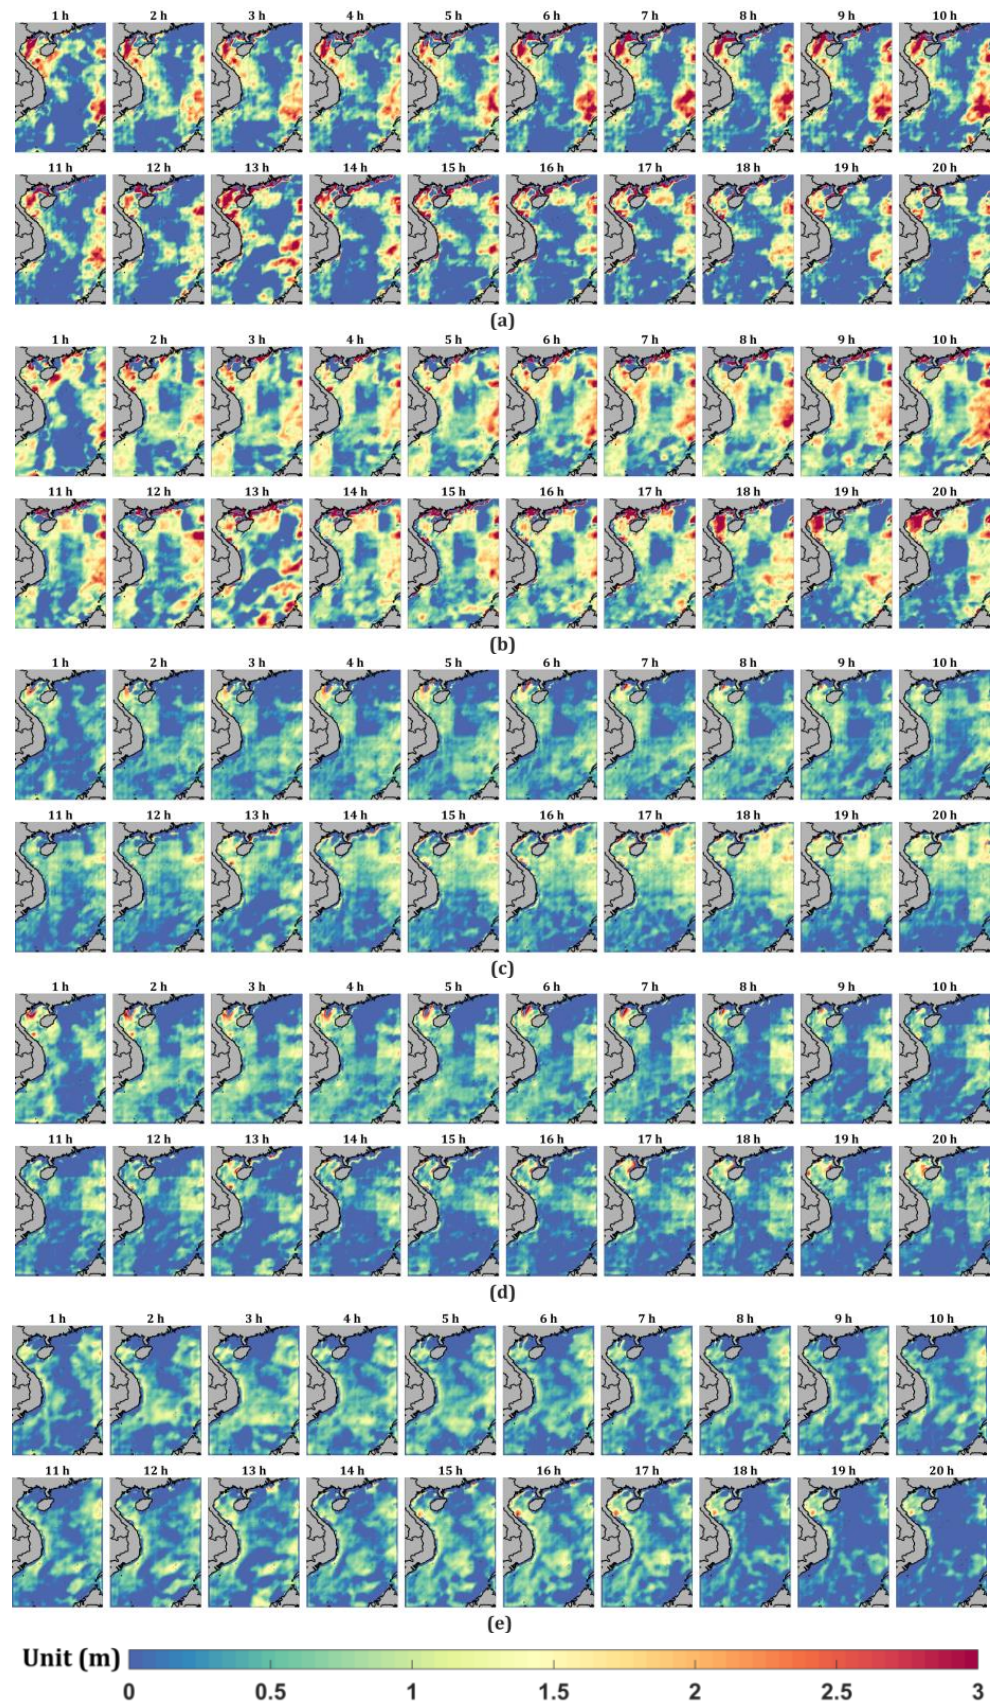 1 h 2 h 3 h 4 h 5 h 6 h 7 h 8 h 9 h 10 h
11 h 12 h 13 h 14 h 15 h 16 h 17 h 18 h 19 h 20 h
(a)
1 h 2 h 3 h 4 h 5 h 6 h 7 h 8 h 9 h 10 h
11 h 12 h 13 h 14 h 15 h 16 h 17 h 18 h 19 h 20 h
(b)
1 h 2 h 3 h 4 h 5 h 6 h 7 h 8 h 9 h 10 h
11 h 12 h 13 h 14 h 15 h 16 h 17 h 18 h 19 h 20 h
(c)
1 h 2 h 3 h 4 h 5 h 6 h 7 h 8 h 9 h 10 h
11 h 12 h 13 h 14 h 15 h 16 h 17 h 18 h 19 h 20 h
(d)
1 h 2 h 3 h 4 h 5 h 6 h 7 h 8 h 9 h 10 h
11 h 12 h 13 h 14 h 15 h 16 h 17 h 18 h 19 h 20 h
(e)
Unit (m)
0 0.5 1 1.5 2 2.5 3